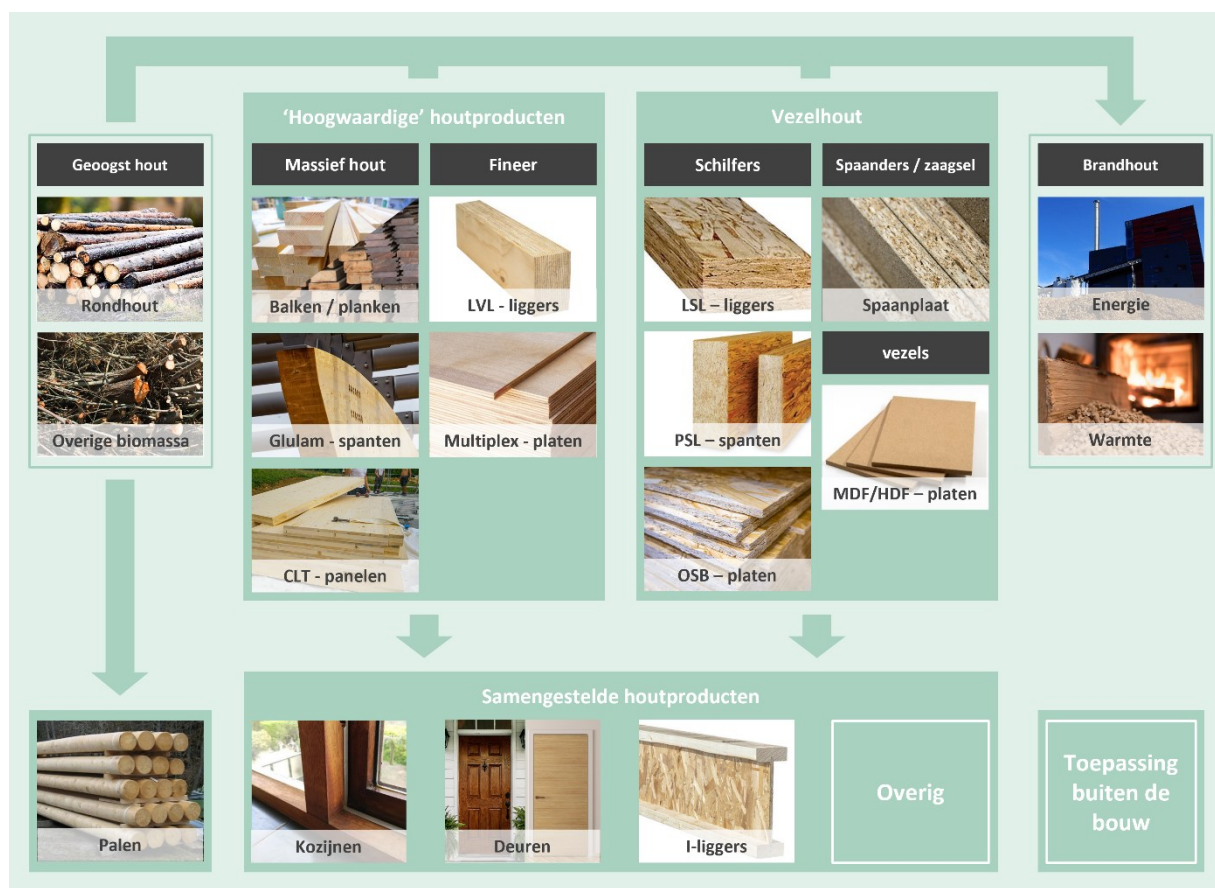 ‘Hoogwaardige’ houtproducten
Vezelhout
Geoogst hout
Massief hout
Fineer
Schilfers
Spaanders / zaagsel
Brandhout
Rondhout
Balken / planken
LVL - liggers
LSL – liggers
Spaanplaat
Energie
vezels
Overige biomassa
Glulam - spanten
Multiplex - platen
PSL – spanten
MDF/HDF – platen
Warmte
CLT - panelen
OSB – platen
Samengestelde houtproducten
Palen
Kozijnen
Deuren
I-liggers
Overig
Toepassing
buiten de
bouw